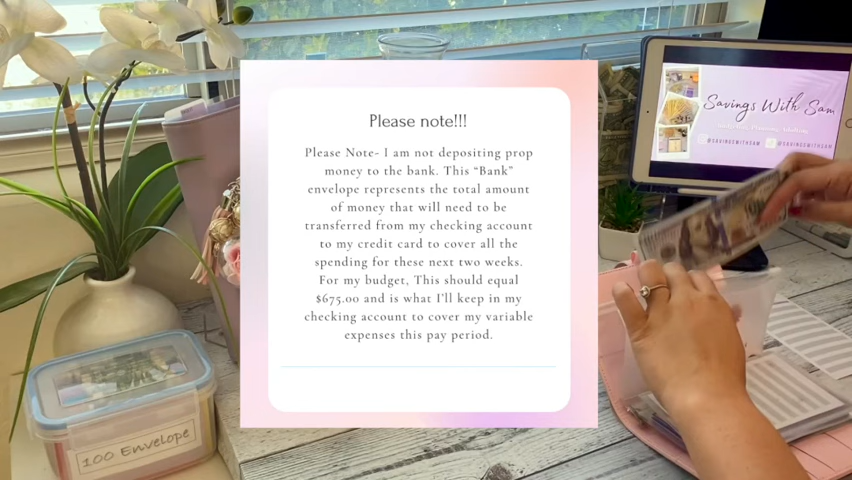 Please note!!!
Please Note- I am not depositing prop
money to the bank. This “Bank”
envelope represents the total amount
of money that will need to be
transferred from my checking account
to my credit card to cover all the
spending for these next two weeks.
For my budget, This should equal
$675.00 and is what I’ll keep in my
checking account to cover my variable
expenses this pay period.
Savings With Sam
@SAVINGSWITHSAM
@SAVINGSWITHSAM
100 Envelope